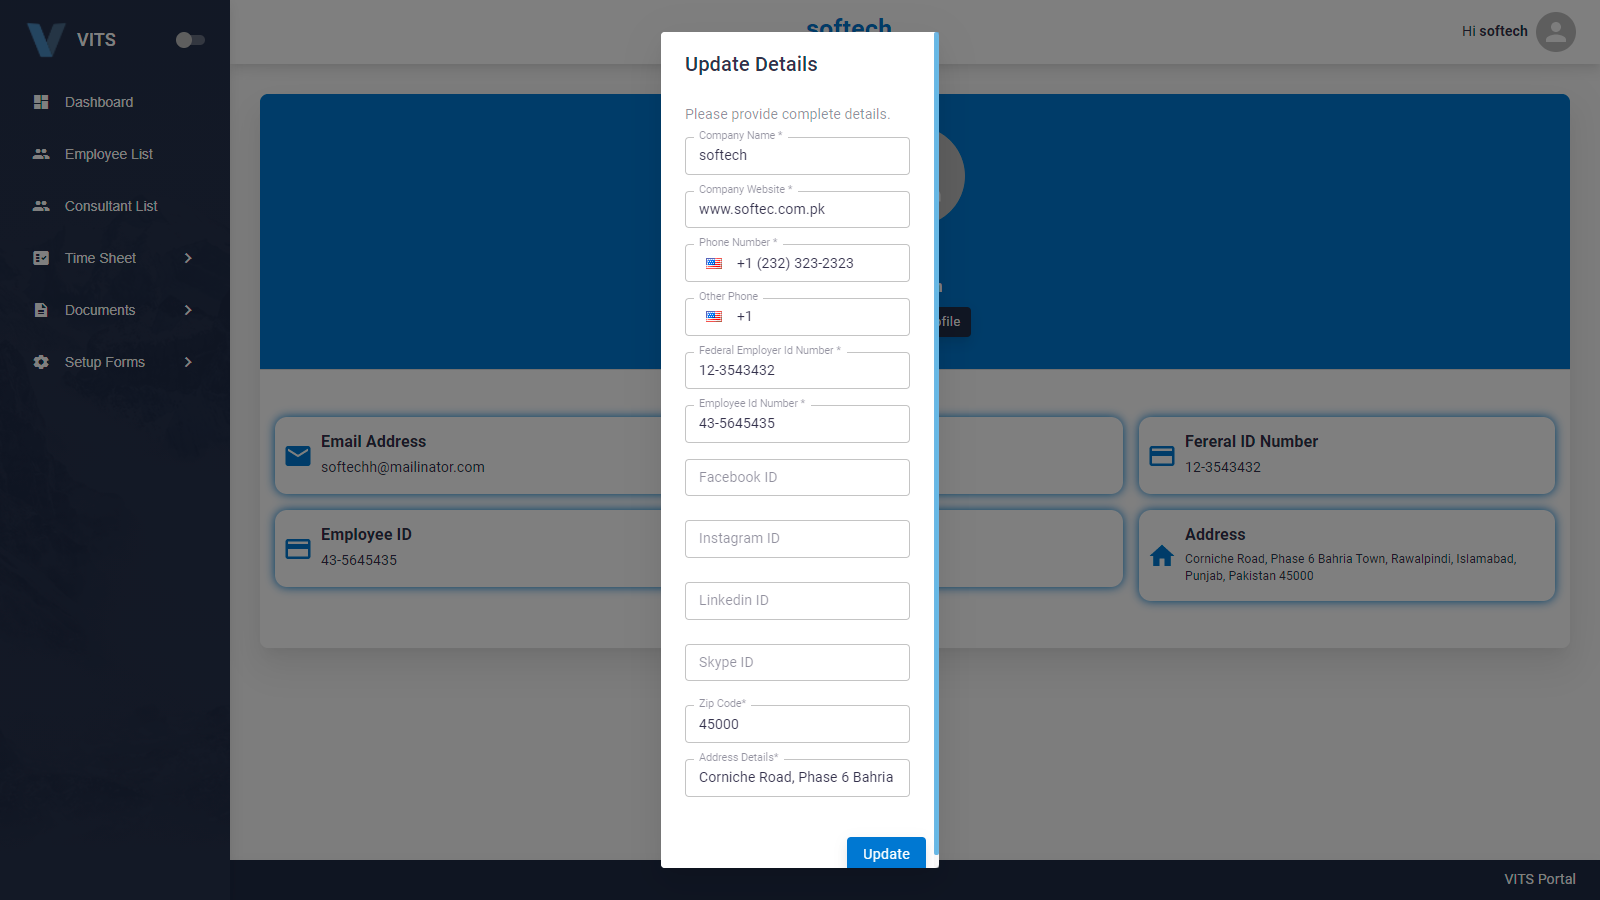 VITS
Dashboard
Employee List
Consultant List
Time Sheet
Documents
Setup Forms
softech
Hi softech
Update Details
Please provide complete details.
Company Name *
softech
Company Website *
www.softec.com.pk
Phone Number *
+1 (232) 323-2323
Other Phone
+1
Federal Employer Id Number *
12-3543432
Employee Id Number *
43-5645435
Facebook ID
Instagram ID
Linkedin ID
Skype ID
Zip Code*
45000
Address Details*
Corniche Road, Phase 6 Bahria
Update
Email Address
softechh@mailinator.com
Fereral ID Number
12-3543432
Employee ID
43-5645435
Address
Corniche Road, Phase 6 Bahria Town, Rawalpindi, Islamabad,
Punjab, Pakistan 45000
VITS Portal